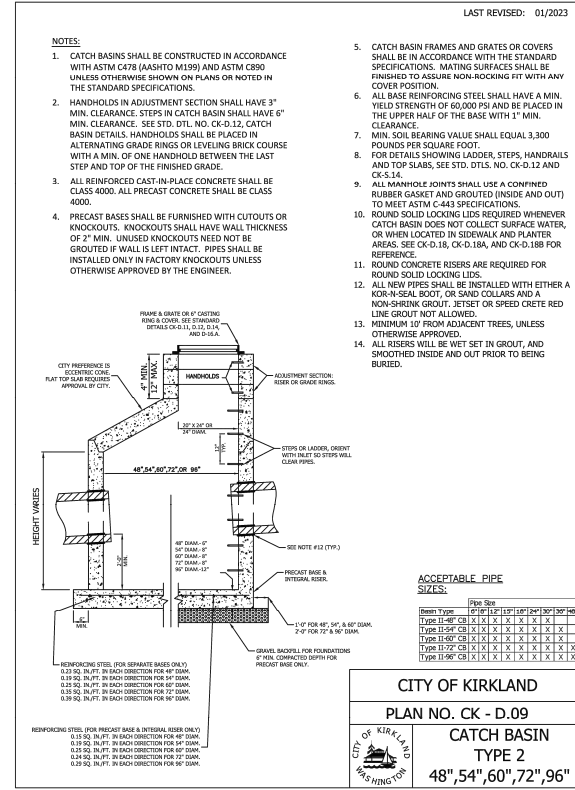 LAST REVISED: 01/2023
NOTES:
1. CATCH BASINS SHALL BE CONSTRUCTED IN ACCORDANCE
WITH ASTM C478 (AASHTO M199) AND ASTM C890
UNLESS OTHERWISE SHOWN ON PLANS OR NOTED IN
THE STANDARD SPECIFICATIONS.
2. HANDHOLDS IN ADJUSTMENT SECTION SHALL HAVE 3"
MIN. CLEARANCE. STEPS IN CATCH BASIN SHALL HAVE 6"
MIN. CLEARANCE. SEE STD. DTL. NO. CK-D.12, CATCH
BASIN DETAILS. HANDHOLDS SHALL BE PLACED IN
ALTERNATING GRADE RINGS OR LEVELING BRICK COURSE
WITH A MIN. OF ONE HANDHOLD BETWEEN THE LAST
STEP AND TOP OF THE FINISHED GRADE.
3. ALL REINFORCED CAST-IN-PLACE CONCRETE SHALL BE
CLASS 4000. ALL PRECAST CONCRETE SHALL BE CLASS
4000.
4. PRECAST BASES SHALL BE FURNISHED WITH CUTOUTS OR
KNOCKOUTS. KNOCKOUTS SHALL HAVE WALL THICKNESS
OF 2" MIN. UNUSED KNOCKOUTS NEED NOT BE
GROUTED IF WALL IS LEFT INTACT. PIPES SHALL BE
INSTALLED ONLY IN FACTORY KNOCKOUTS UNLESS
OTHERWISE APPROVED BY THE ENGINEER.
5. CATCH BASIN FRAMES AND GRATES OR COVERS
SHALL BE IN ACCORDANCE WITH THE STANDARD
SPECIFICATIONS. MATING SURFACES SHALL BE
FINISHED TO ASSURE NON-ROCKING FIT WITH ANY
COVER POSITION.
6. ALL BASE REINFORCING STEEL SHALL HAVE A MIN.
YIELD STRENGTH OF 60,000 PSI AND BE PLACED IN
THE UPPER HALF OF THE BASE WITH 1" MIN.
CLEARANCE.
7. MIN. SOIL BEARING VALUE SHALL EQUAL 3,300
POUNDS PER SQUARE FOOT.
8. FOR DETAILS SHOWING LADDER, STEPS, HANDRAILS
AND TOP SLABS, SEE STD. DTLS. NO. CK-D.12 AND
CK-S.14.
9. ALL MANHOLE JOINTS SHALL USE A CONFINED
RUBBER GASKET AND GROUTED (INSIDE AND OUT)
TO MEET ASTM C-443 SPECIFICATIONS.
10. ROUND SOLID LOCKING LIDS REQUIRED WHENEVER
CATCH BASIN DOES NOT COLLECT SURFACE WATER,
OR WHEN LOCATED IN SIDEWALK AND PLANTER
AREAS. SEE CK-D.18, CK-D.18A, AND CK-D.18B FOR
REFERENCE.
11. ROUND CONCRETE RISERS ARE REQUIRED FOR
ROUND SOLID LOCKING LIDS.
12. ALL NEW PIPES SHALL BE INSTALLED WITH EITHER A
KOR-N-SEAL BOOT, OR SAND COLLARS AND A
NON-SHRINK GROUT. JETSET OR SPEED CRETE RED
LINE GROUT NOT ALLOWED.
13. MINIMUM 10' FROM ADJACENT TREES, UNLESS
OTHERWISE APPROVED.
14. ALL RISERS WILL BE WET SET IN GROUT, AND
SMOOTHED INSIDE AND OUT PRIOR TO BEING
BURIED.
FRAME & GRATE OR 6" CASTING
RING & COVER. SEE STANDARD
DETAILS CK-D.11, D.12, D.14,
AND D-16.A.
CITY PREFERENCE IS
ECCENTRIC CONE.
FLAT TOP SLAB REQUIRES
APPROVAL BY CITY.
4" MIN.
12" MAX.
HANDHOLDS
ADJUSTMENT SECTION:
RISER OR GRADE RINGS.
20" X 24" OR
24" DIAM.
12"
TYP.
STEPS OR LADDER, ORIENT
WITH INLET SO STEPS WILL
CLEAR PIPES.
48",54",60",72",OR 96"
HEIGHT VARIES
2'-0"
MIN.
48" DIAM.- 6"
54" DIAM.- 8"
60" DIAM.- 8"
72" DIAM.- 8"
96" DIAM.-12"
SEE NOTE #12 (TYP.)
PRECAST BASE &
INTEGRAL RISER.
6"
MIN.
1'-0" FOR 48", 54", & 60" DIAM.
2'-0" FOR 72" & 96" DIAM.
GRAVEL BACKFILL FOR FOUNDATIONS
6" MIN. COMPACTED DEPTH FOR
PRECAST BASE ONLY.
REINFORCING STEEL (FOR SEPARATE BASES ONLY)
0.23 SQ. IN./FT. IN EACH DIRECTION FOR 48" DIAM.
0.19 SQ. IN./FT. IN EACH DIRECTION FOR 54" DIAM.
0.25 SQ. IN./FT. IN EACH DIRECTION FOR 60" DIAM.
0.35 SQ. IN./FT. IN EACH DIRECTION FOR 72" DIAM.
0.39 SQ. IN./FT. IN EACH DIRECTION FOR 96" DIAM.
REINFORCING STEEL (FOR PRECAST BASE & INTEGRAL RISER ONLY)
0.15 SQ. IN./FT. IN EACH DIRECTION FOR 48" DIAM.
0.19 SQ. IN./FT. IN EACH DIRECTION FOR 54" DIAM.
0.25 SQ. IN./FT. IN EACH DIRECTION FOR 60" DIAM.
0.24 SQ. IN./FT. IN EACH DIRECTION FOR 72" DIAM.
0.29 SQ. IN./FT. IN EACH DIRECTION FOR 96" DIAM.
ACCEPTABLE PIPE
SIZES:
Pipe Size
Basin Type 6" 8" 12" 15" 18" 24" 30" 36" 48
Type II-48" CB X X X X X X X
Type II-54" CB X X X X X X X X
Type II-60" CB X X X X X X X X
Type II-72" CB X X X X X X X X X
Type II-96" CB X X X X X X X X X
CITY OF KIRKLAND
PLAN NO. CK - D.09
CITY OF KIRKLAND
WASHINGTON
CATCH BASIN
TYPE 2
48",54",60",72",96"